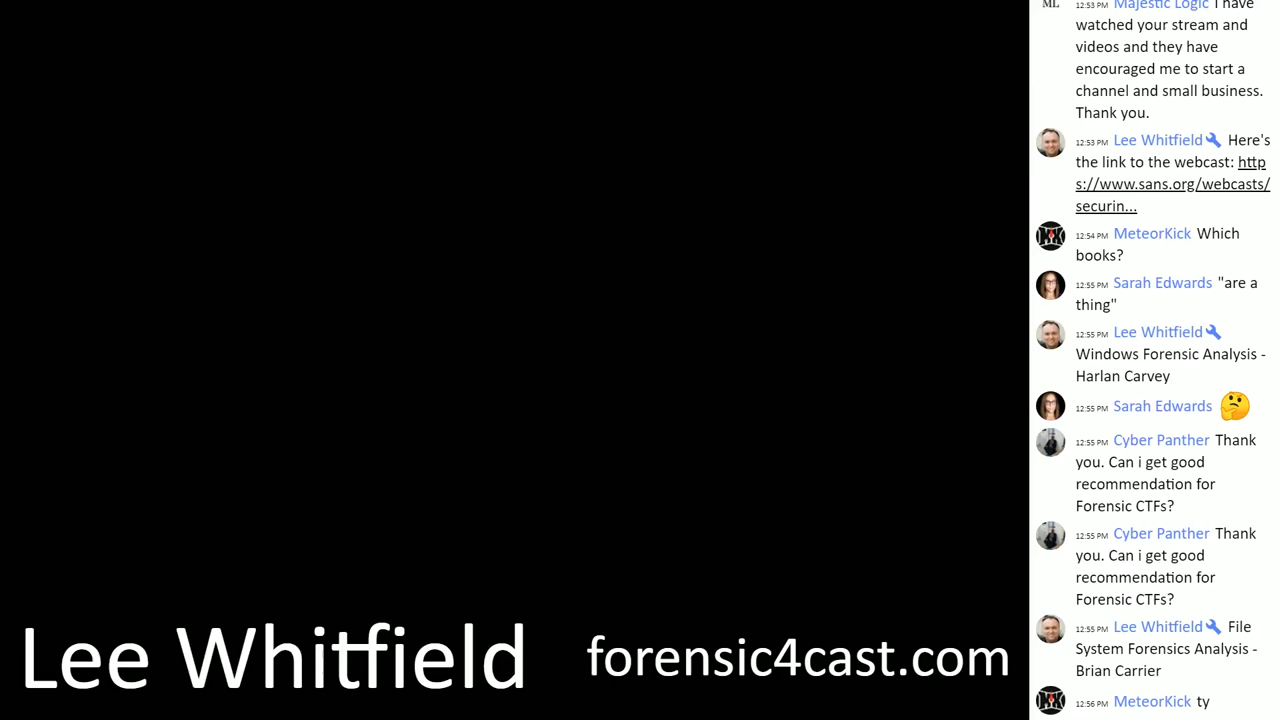 ML 12:53 PM Majestic Logic I have
watched your stream and
videos and they have
encouraged me to start a
channel and small business.
Thank you.
12:53 PM Lee Whitfield Here's
the link to the webcast: http
s://www.sans.org/webcasts/
securin...
12:54 PM MeteorKick Which
books?
12:55 PM Sarah Edwards "are a
thing"
12:55 PM Lee Whitfield
Windows Forensic Analysis -
Harlan Carvey
12:55 PM Sarah Edwards 🤔
12:55 PM Cyber Panther Thank
you. Can i get good
recommendation for
Forensic CTFs?
12:55 PM Cyber Panther Thank
you. Can i get good
recommendation for
Forensic CTFs?
12:55 PM Lee Whitfield File
System Forensics Analysis -
Brian Carrier
12:56 PM MeteorKick ty
Lee Whitfield
forensic4cast.com